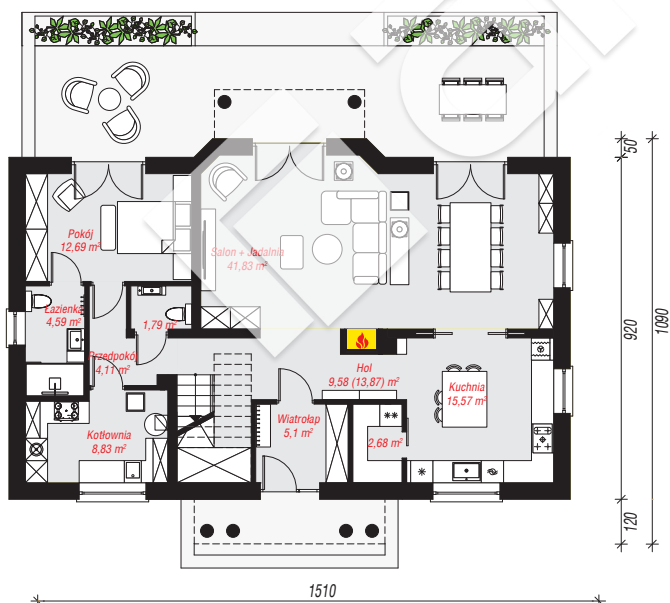 Pokój
12,69 m²
Salon + Jadalnia
41,83 m²
Łazienka
4,59 m²
1,79 m²
Przedpokój
4,11 m²
Hol
9,58 (13,87) m²
Kuchnia
15,57 m²
Kotłownia
8,83 m²
Wiatrołap
5,1 m²
2,68 m²
50
920
1090
120
1510